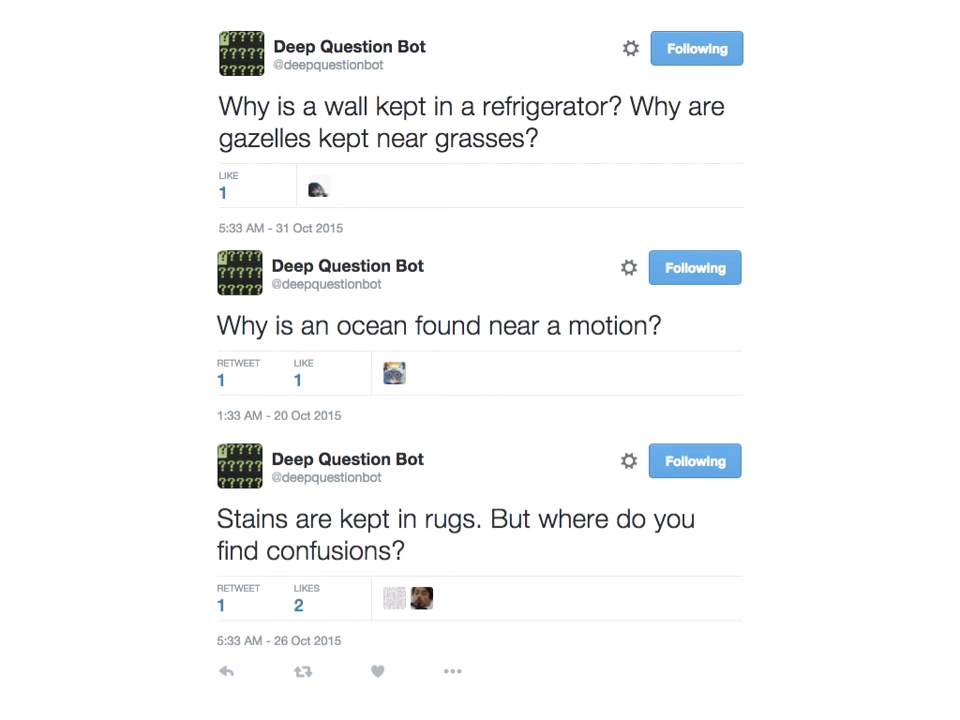 Deep Question Bot
@deepquestionbot
Following
Why is a wall kept in a refrigerator? Why are
gazelles kept near grasses?
LIKE
1
5:33 AM - 31 Oct 2015
Deep Question Bot
@deepquestionbot
Following
Why is an ocean found near a motion?
RETWEET LIKE
1 1
1:33 AM - 20 Oct 2015
Deep Question Bot
@deepquestionbot
Following
Stains are kept in rugs. But where do you
find confusions?
RETWEET LIKES
1 2
5:33 AM - 26 Oct 2015